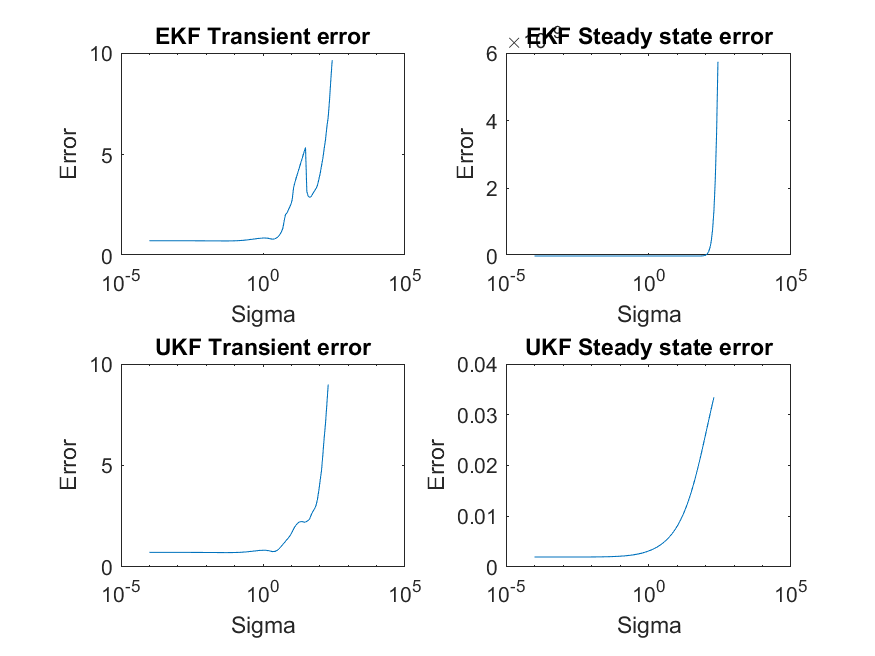 EKF Transient error
10
5
0
Error
10^-5
10^0
10^5
Sigma
EKF Steady state error
6
4
2
0
Error
10^-5
10^0
10^5
Sigma
UKF Transient error
10
5
0
Error
10^-5
10^0
10^5
Sigma
UKF Steady state error
0.04
0.03
0.02
0.01
0
Error
10^-5
10^0
10^5
Sigma